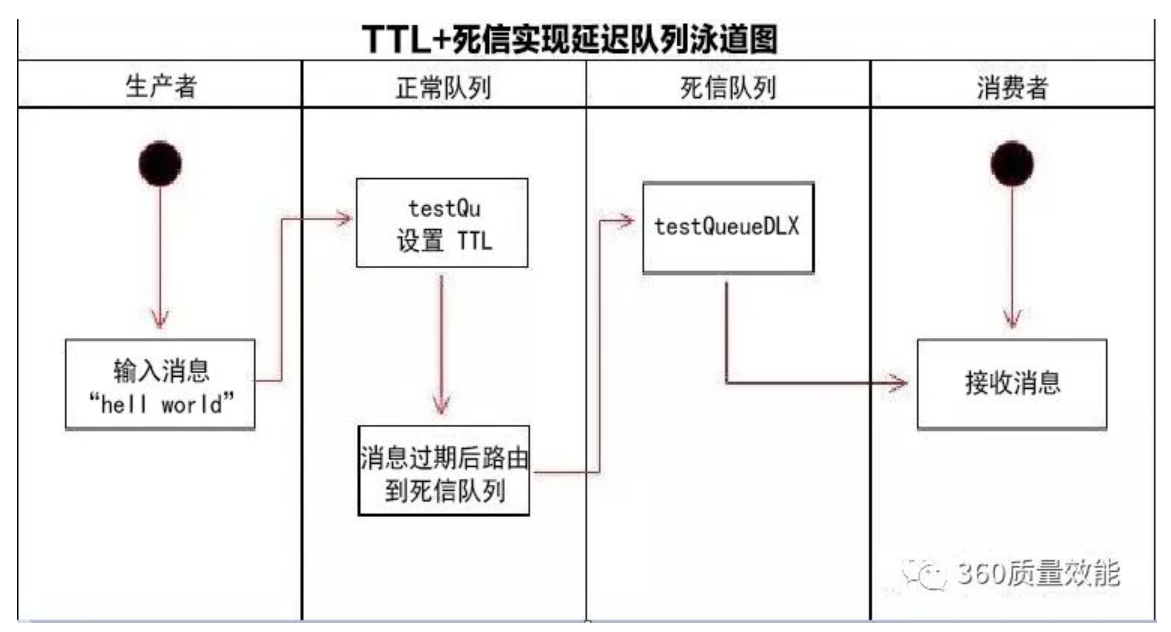 TTL+死信实现延迟队列泳道图
生产者
正常队列
死信队列
消费者
输入消息
“hell world”
testQu
设置 TTL
消息过期后路由
到死信队列
testQueueDLX
接收消息
360质量效能